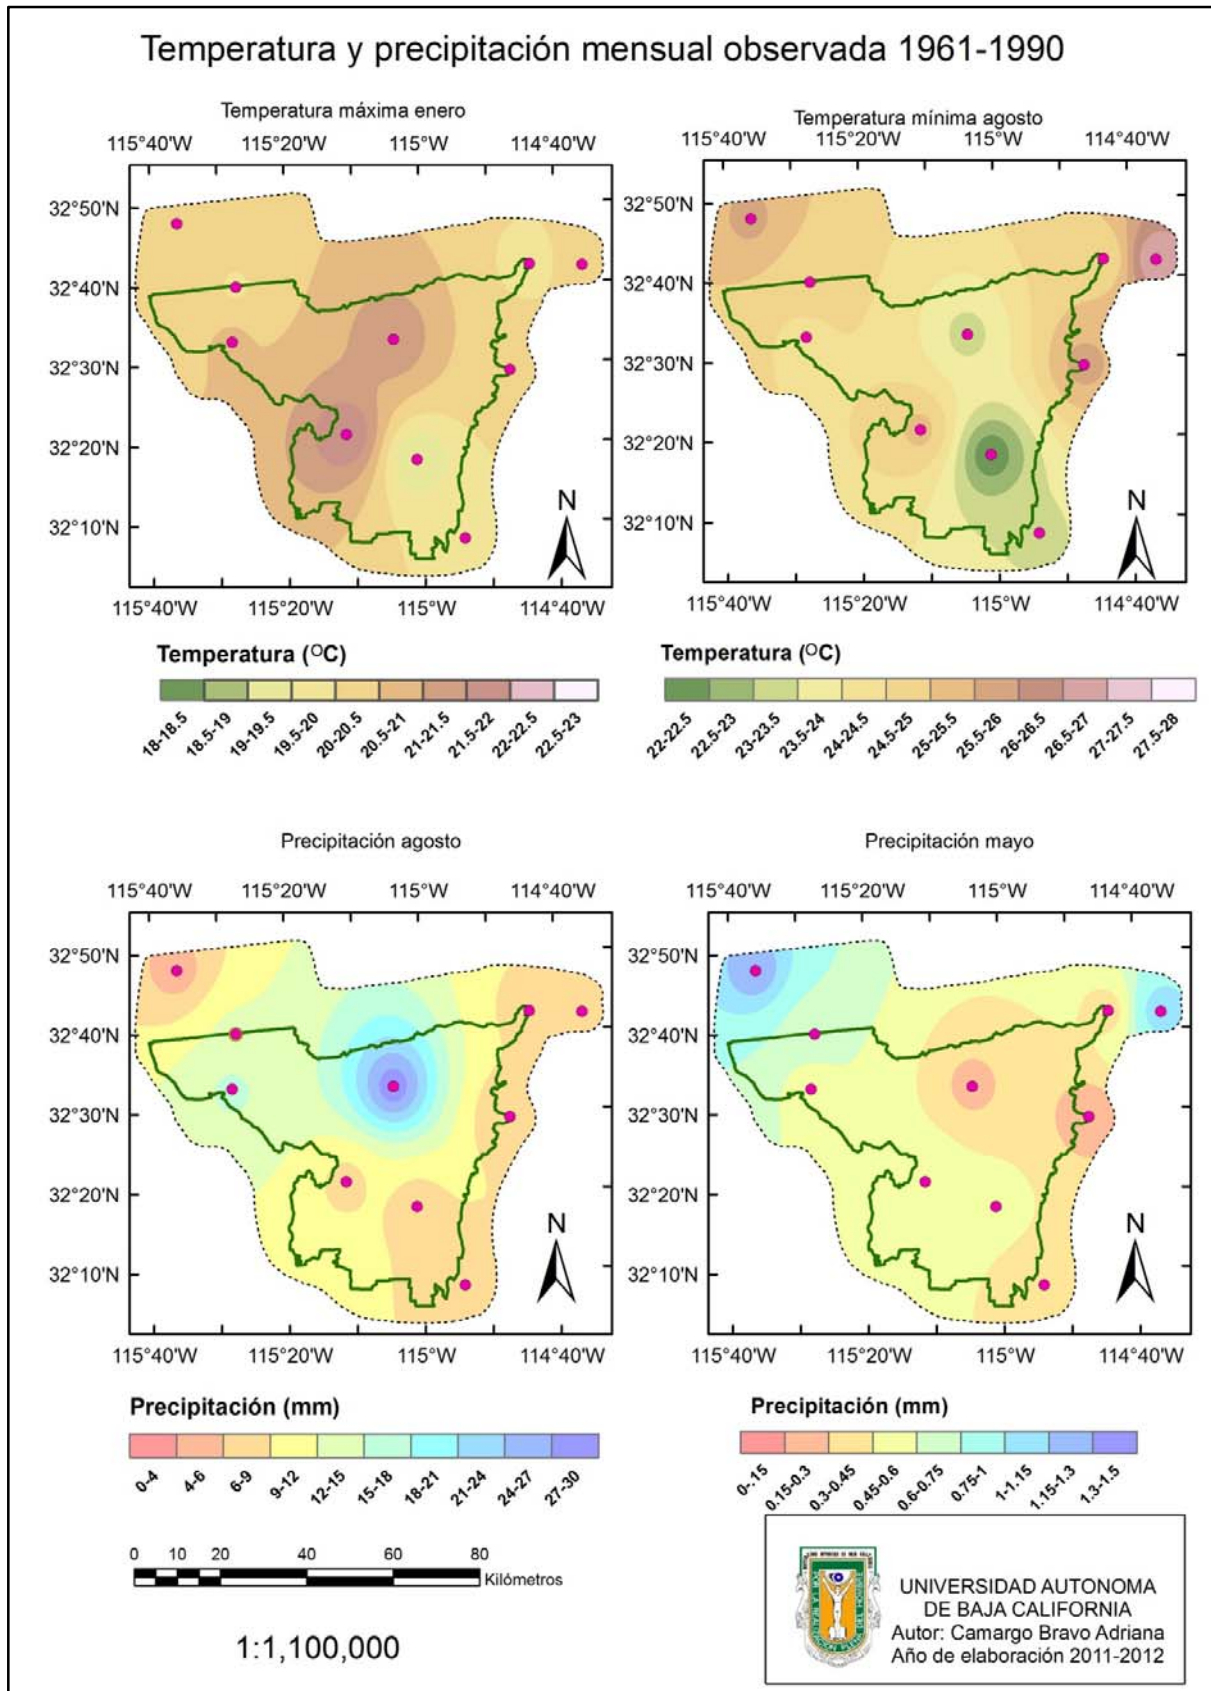 Temperatura y precipitación mensual observada 1961-1990
Temperatura máxima enero
115°40'W 115°20'W 115°W 114°40'W
32°50'N
32°40'N
32°30'N
32°20'N
32°10'N
N
115°40'W 115°20'W 115°W 114°40'W
Temperatura (°C)
18-18.5 18.5-19 19-19.5 19.5-20 20-20.5 20.5-21 21-21.5 21.5-22 22-22.5 22.5-23
Temperatura mínima agosto
115°40'W 115°20'W 115°W 114°40'W
32°50'N
32°40'N
32°30'N
32°20'N
32°10'N
N
115°40'W 115°20'W 115°W 114°40'W
Temperatura (°C)
22-22.5 22.5-23 23-23.5 23.5-24 24-24.5 24.5-25 25-25.5 25.5-26 26-26.5 26.5-27 27-27.5 27.5-28
Precipitación agosto
115°40'W 115°20'W 115°W 114°40'W
32°50'N
32°40'N
32°30'N
32°20'N
32°10'N
N
115°40'W 115°20'W 115°W 114°40'W
Precipitación (mm)
0-4 4-6 6-9 9-12 12-15 15-18 18-21 21-24 24-27 27-30
Precipitación mayo
115°40'W 115°20'W 115°W 114°40'W
32°50'N
32°40'N
32°30'N
32°20'N
32°10'N
N
115°40'W 115°20'W 115°W 114°40'W
Precipitación (mm)
0-.15 0.15-0.3 0.3-0.45 0.45-0.6 0.6-0.75 0.75-1 1-1.15 1.15-1.3 1.3-1.5
0 10 20 40 60 80
Kilómetros
1:1,100,000
POR LA REALIZACION PLENA DEL HOMBRE
UNIVERSIDAD AUTONOMA
DE BAJA CALIFORNIA
Autor: Camargo Bravo Adriana
Año de elaboración 2011-2012